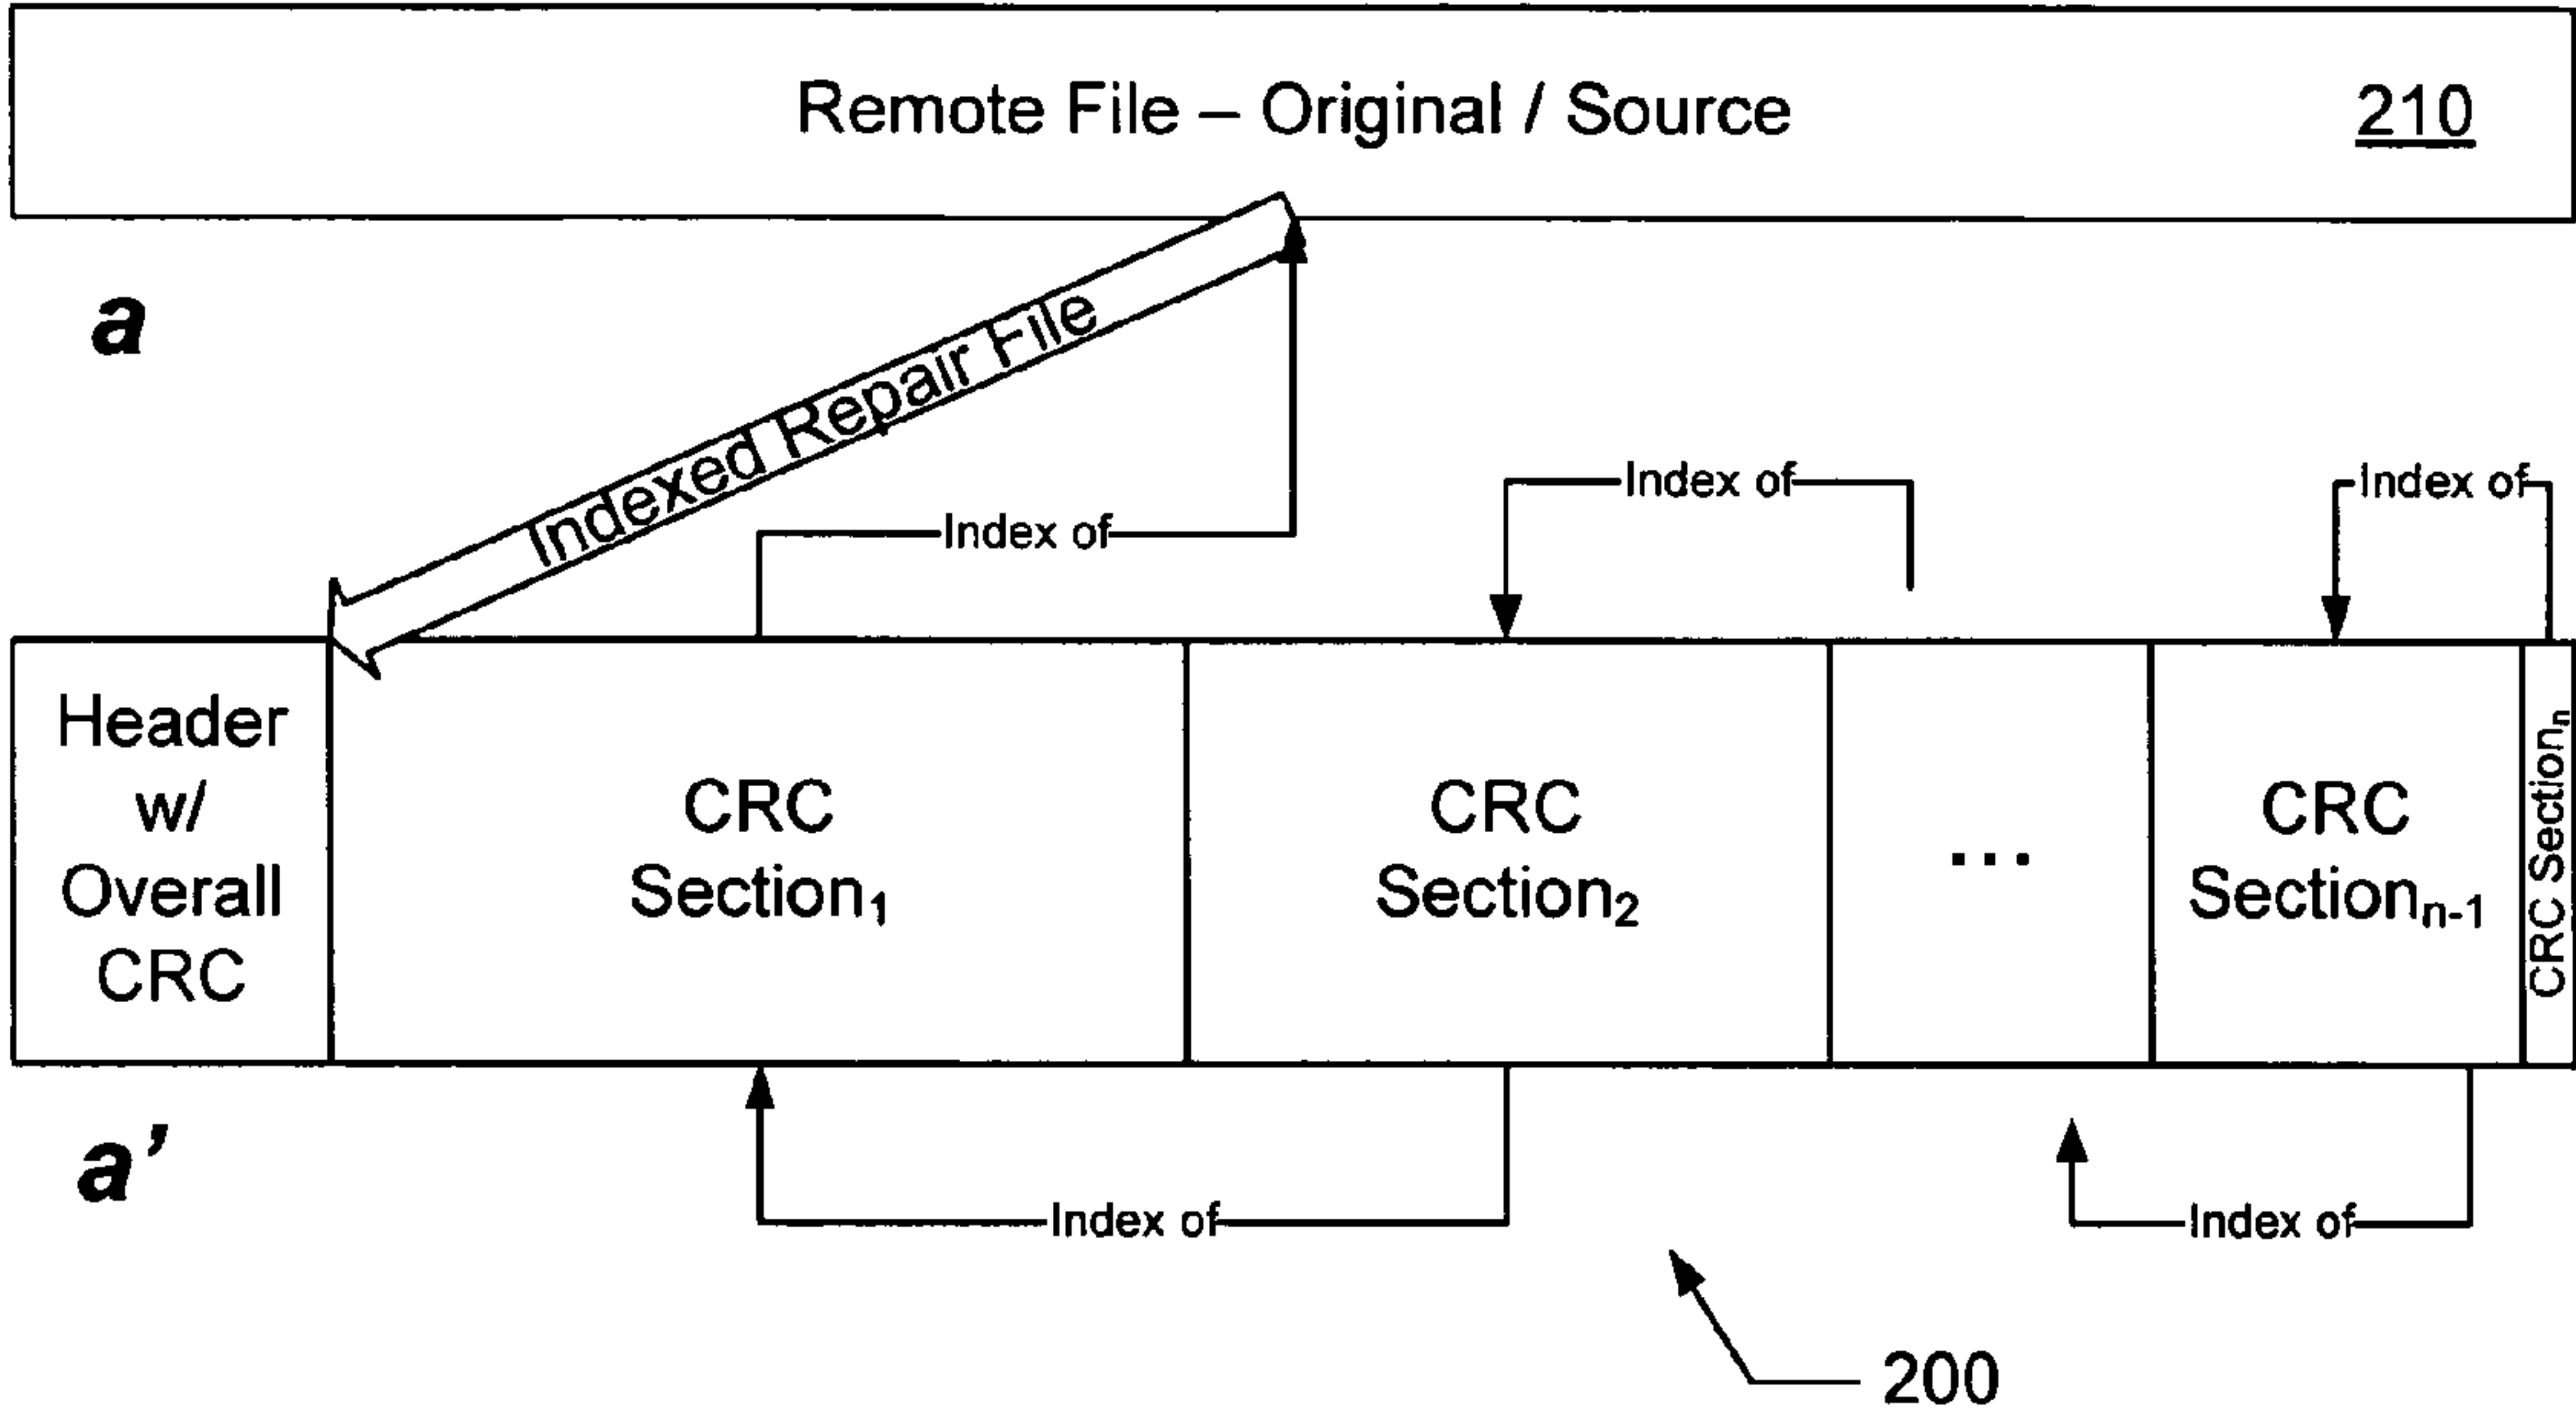 Remote File – Original / Source 210
a
Indexed Repair File
Index of
Index of
Index of
Header
w/
Overall
CRC
CRC
Section₁
CRC
Section₂
...
CRC
Sectionₙ₋₁
CRC Sectionₙ
a’
Index of
Index of
200